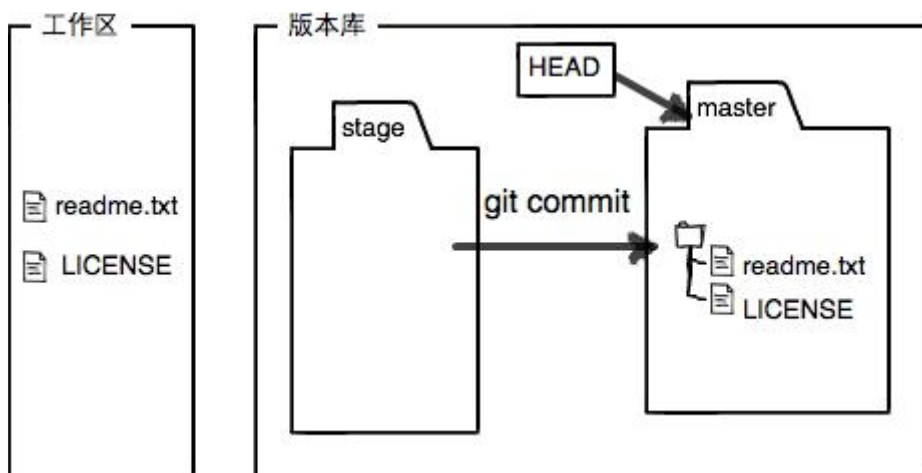 工作区
readme.txt
LICENSE
版本库
HEAD
stage
git commit
master
readme.txt
LICENSE